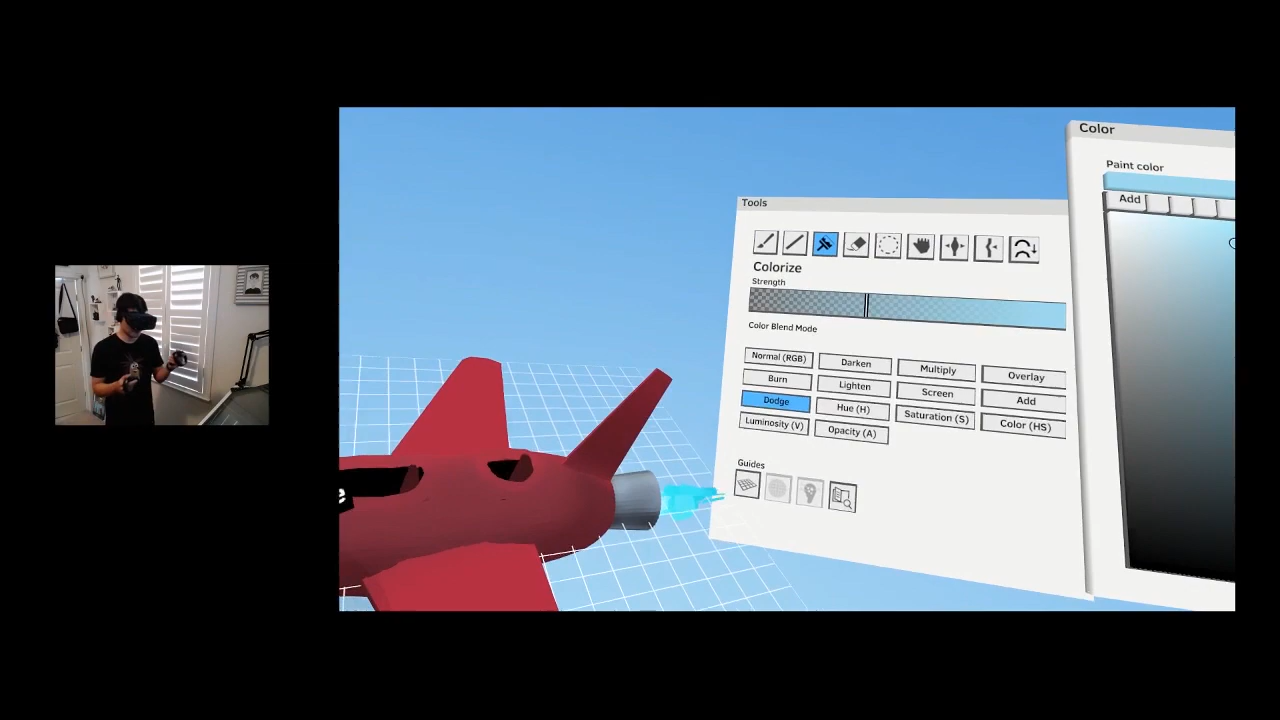 Color
Paint color
Add
Tools
Colorize
Strength
Color Blend Mode
Normal (RGB) Darken Multiply Overlay
Burn Lighten Screen Add
Dodge Hue (H) Saturation (S) Color (HS)
Luminosity (V) Opacity (A)
Guides
e